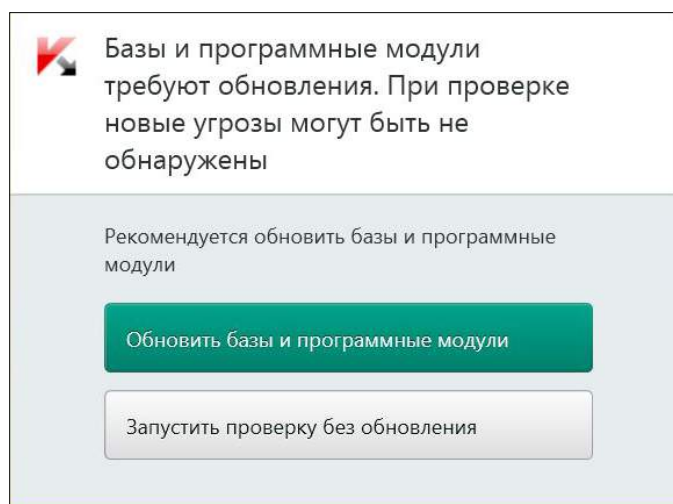 Базы и программные модули
требуют обновления. При проверке
новые угрозы могут быть не
обнаружены
Рекомендуется обновить базы и программные
модули
Обновить базы и программные модули
Запустить проверку без обновления